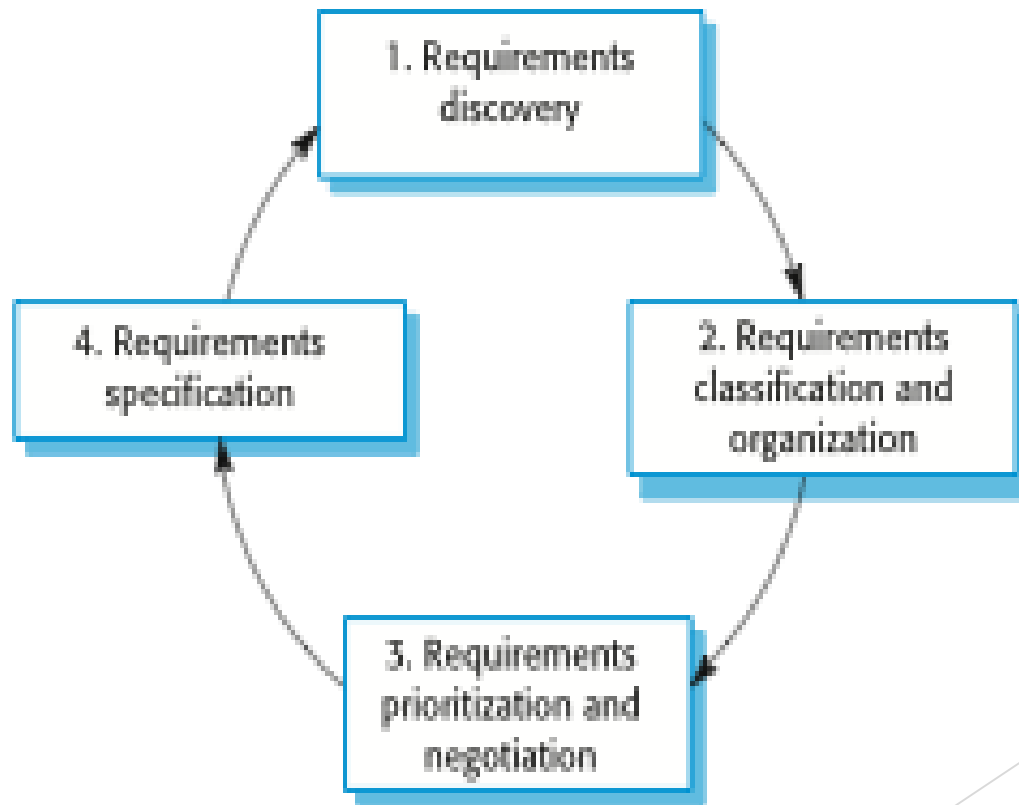 1. Requirements
discovery
2. Requirements
classification and
organization
3. Requirements
prioritization and
negotiation
4. Requirements
specification